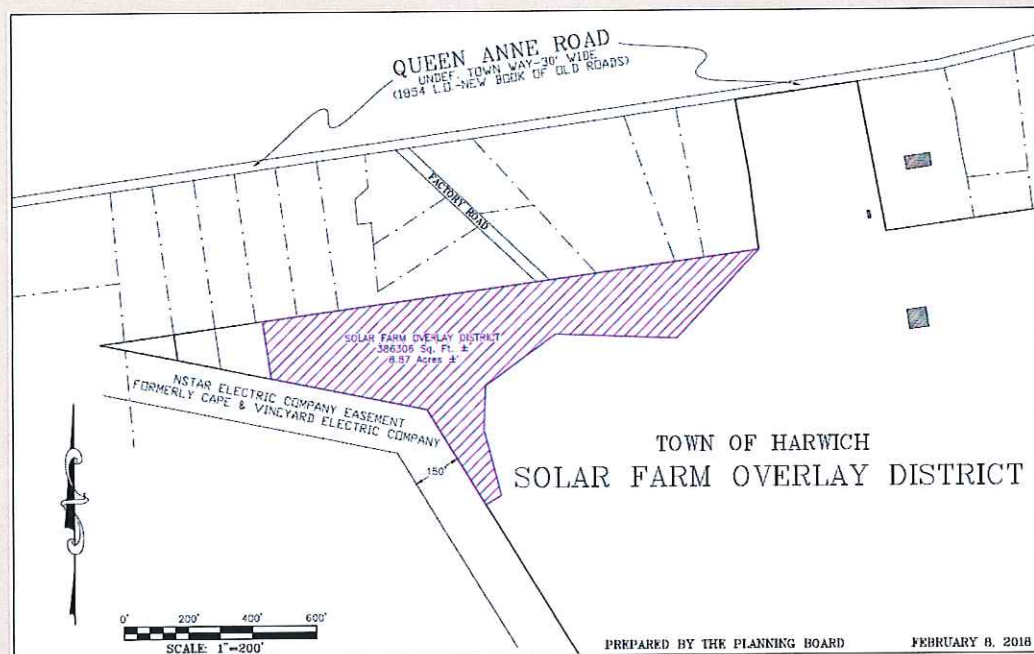 QUEEN ANNE ROAD
UNDEF. TOWN WAY-30' WIDE
(1954 L.O.-NEW BOOK OF OLD ROADS)
FACTORY ROAD
SOLAR FARM OVERLAY DISTRICT
386306 Sq. Ft. ±
8.87 Acres ±
NSTAR ELECTRIC COMPANY EASEMENT
FORMERLY CAPE & VINEYARD ELECTRIC COMPANY
150'
TOWN OF HARWICH
SOLAR FARM OVERLAY DISTRICT
0' 200' 400' 600'
SCALE: 1"=200'
PREPARED BY THE PLANNING BOARD FEBRUARY 8, 2018